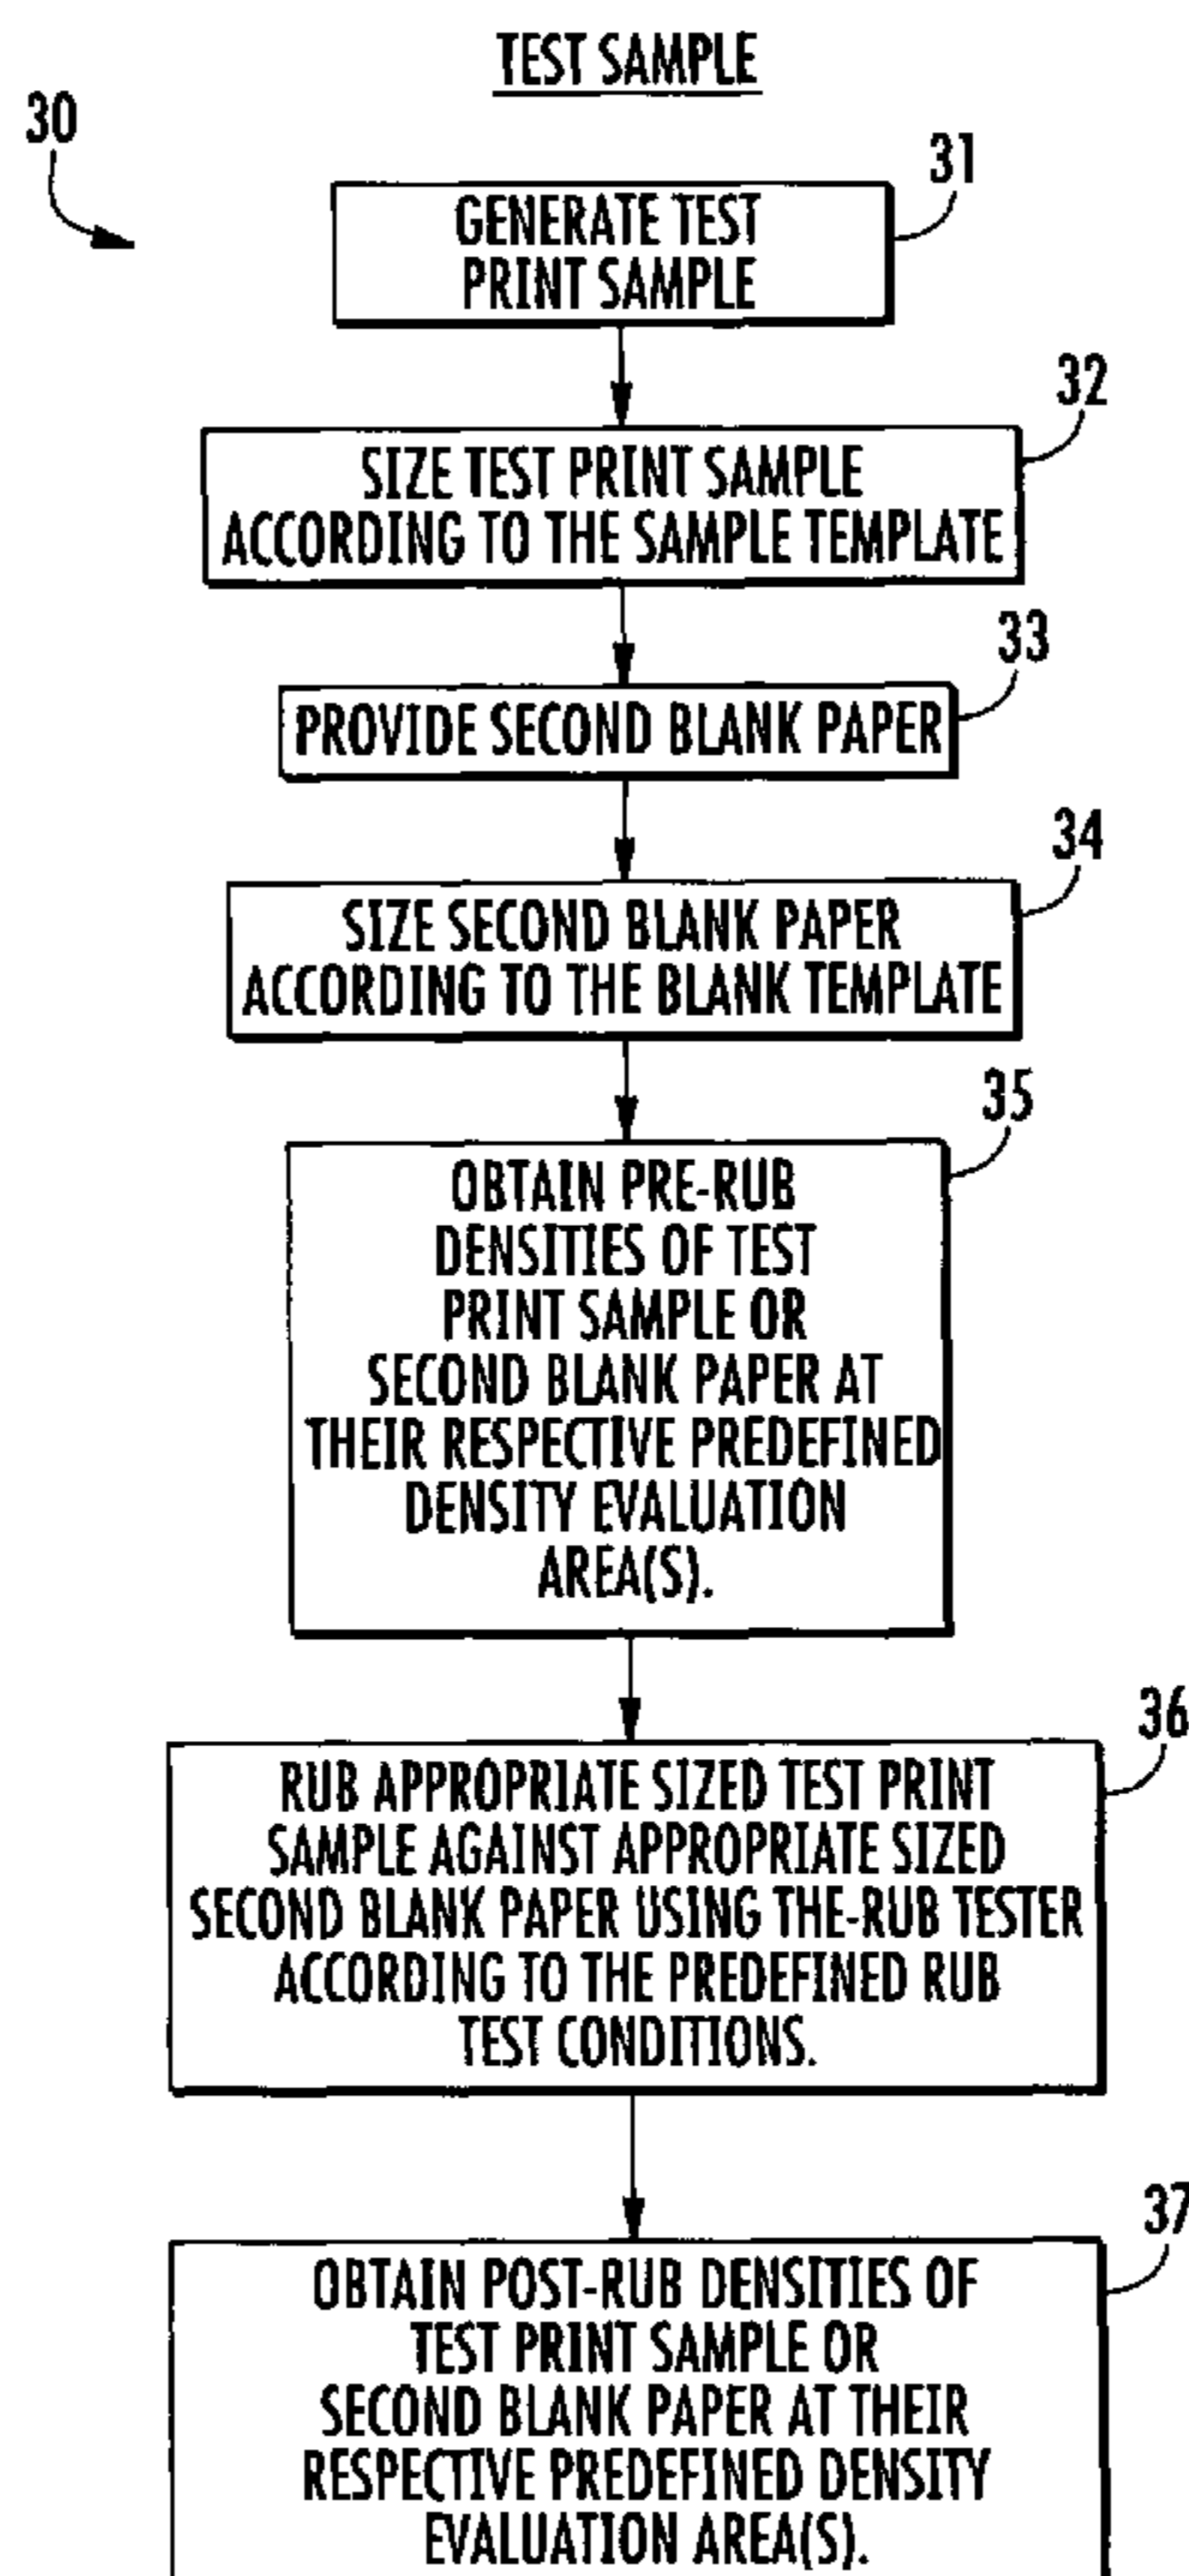 TEST SAMPLE
30
31
GENERATE TEST
PRINT SAMPLE
32
SIZE TEST PRINT SAMPLE
ACCORDING TO THE SAMPLE TEMPLATE
33
PROVIDE SECOND BLANK PAPER
34
SIZE SECOND BLANK PAPER
ACCORDING TO THE BLANK TEMPLATE
35
OBTAIN PRE-RUB
DENSITIES OF TEST
PRINT SAMPLE OR
SECOND BLANK PAPER AT
THEIR RESPECTIVE PREDEFINED
DENSITY EVALUATION
AREA(S).
36
RUB APPROPRIATE SIZED TEST PRINT
SAMPLE AGAINST APPROPRIATE SIZED
SECOND BLANK PAPER USING THE-RUB TESTER
ACCORDING TO THE PREDEFINED RUB
TEST CONDITIONS.
37
OBTAIN POST-RUB DENSITIES OF
TEST PRINT SAMPLE OR
SECOND BLANK PAPER AT THEIR
RESPECTIVE PREDEFINED DENSITY
EVALUATION AREA(S).